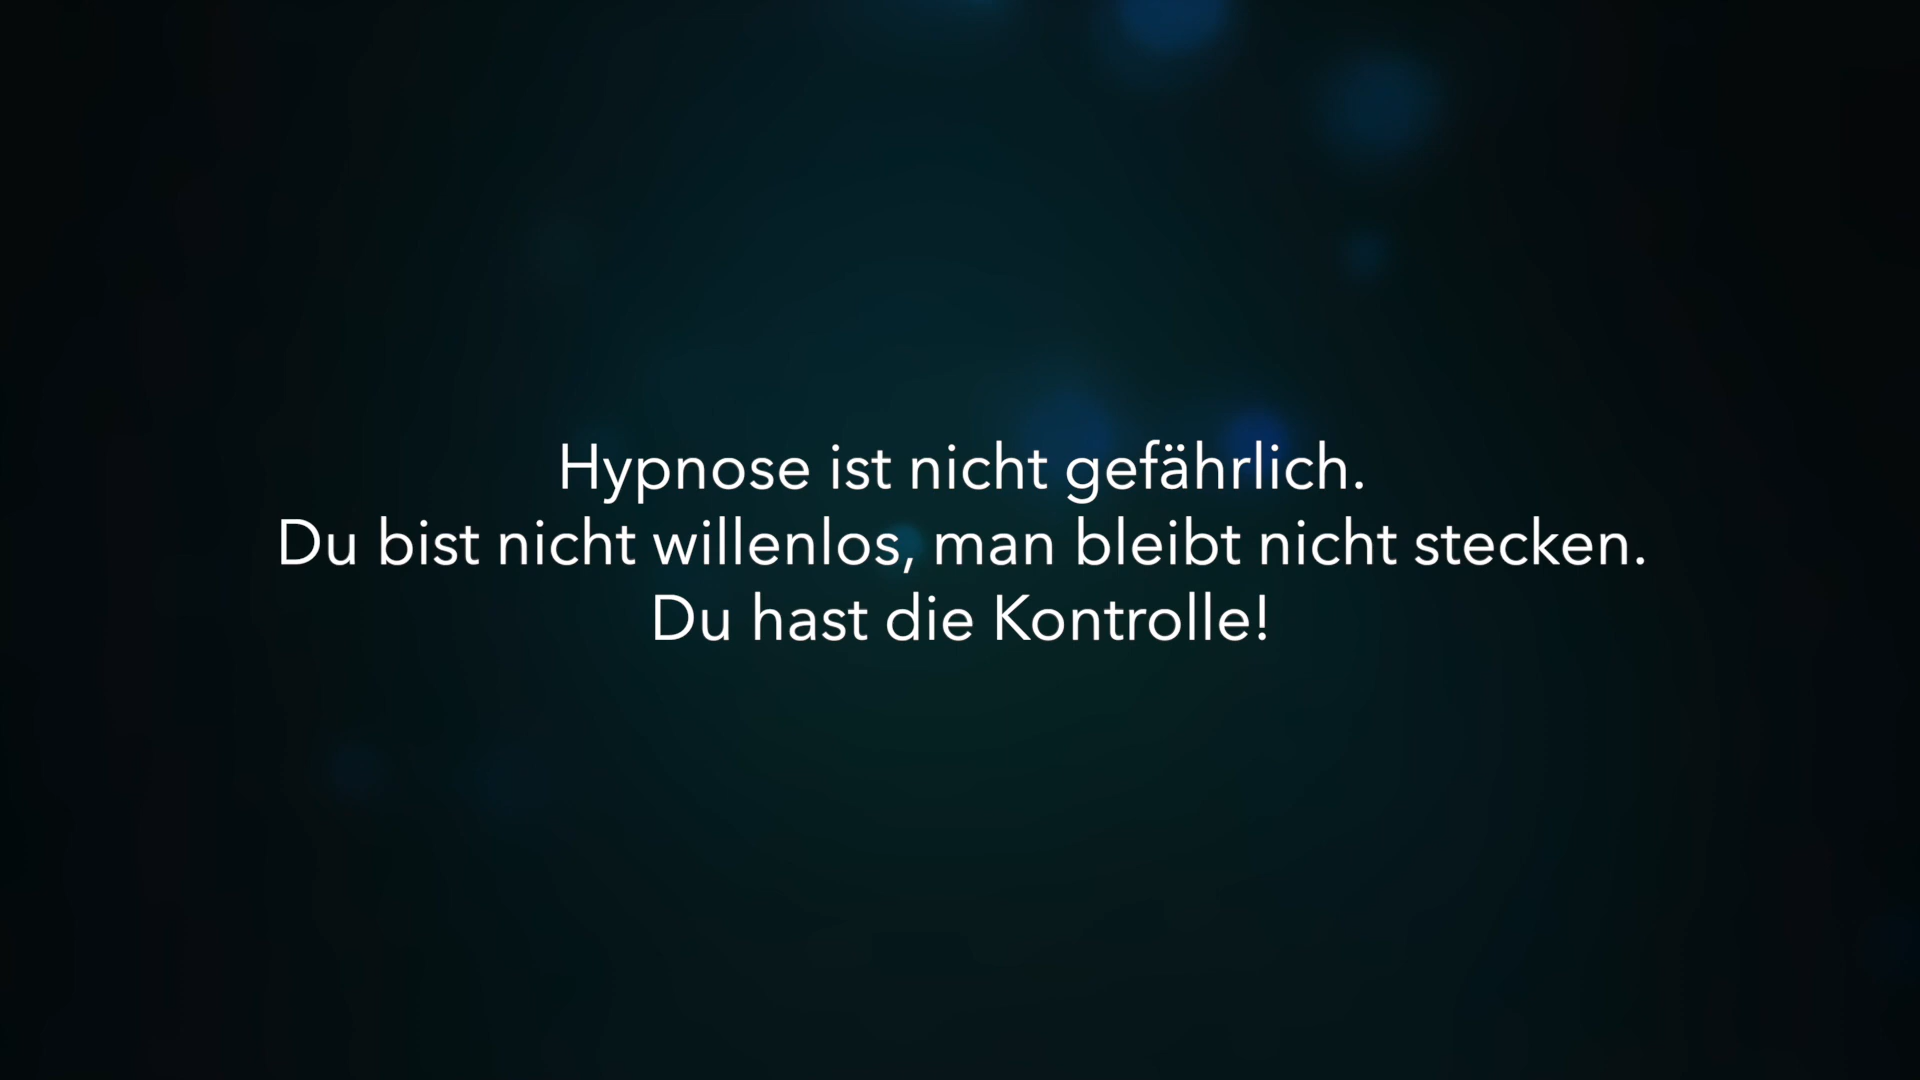 Hypnose ist nicht gefährlich.
Du bist nicht willenlos, man bleibt nicht stecken.
Du hast die Kontrolle!